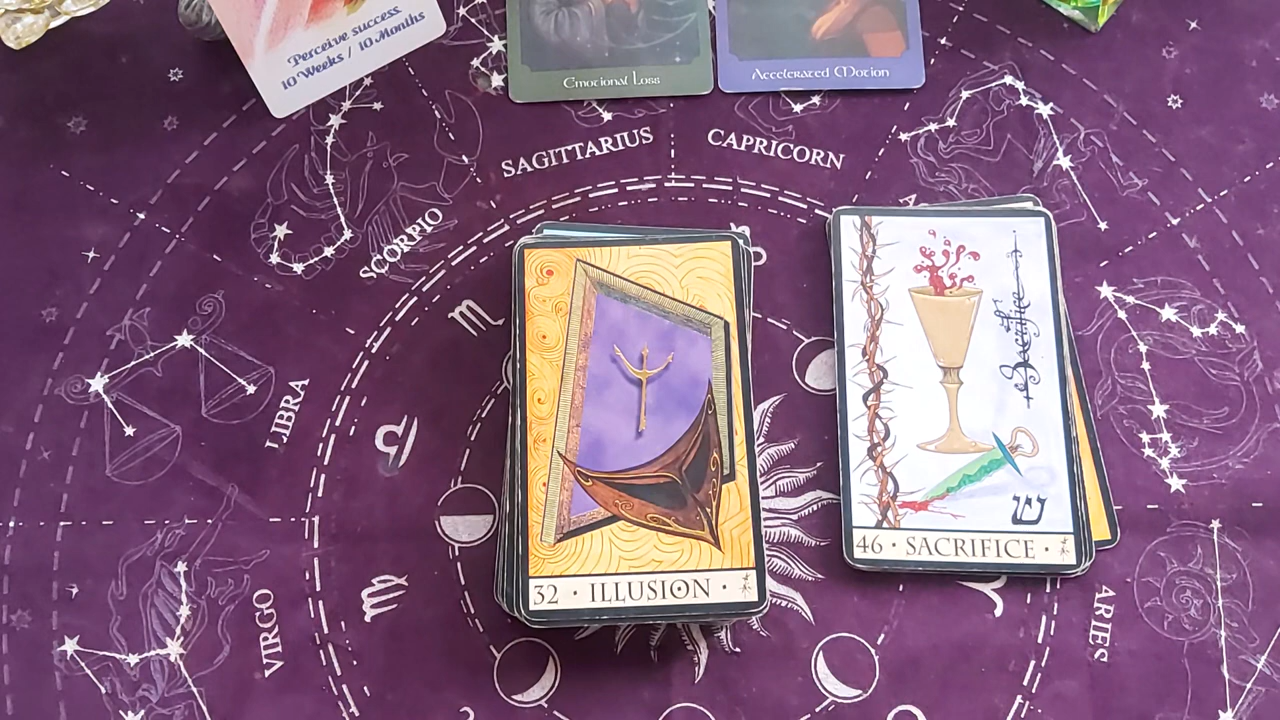 Perceive success
10 Weeks / 10 Months
Emotional Loss
Accelerated Motion
SAGITTARIUS
CAPRICORN
A
SCORPIO
LIBRA
VIRGO
ARIES
32 · ILLUSION ·
Sacrifice
ש
46 · SACRIFICE ·